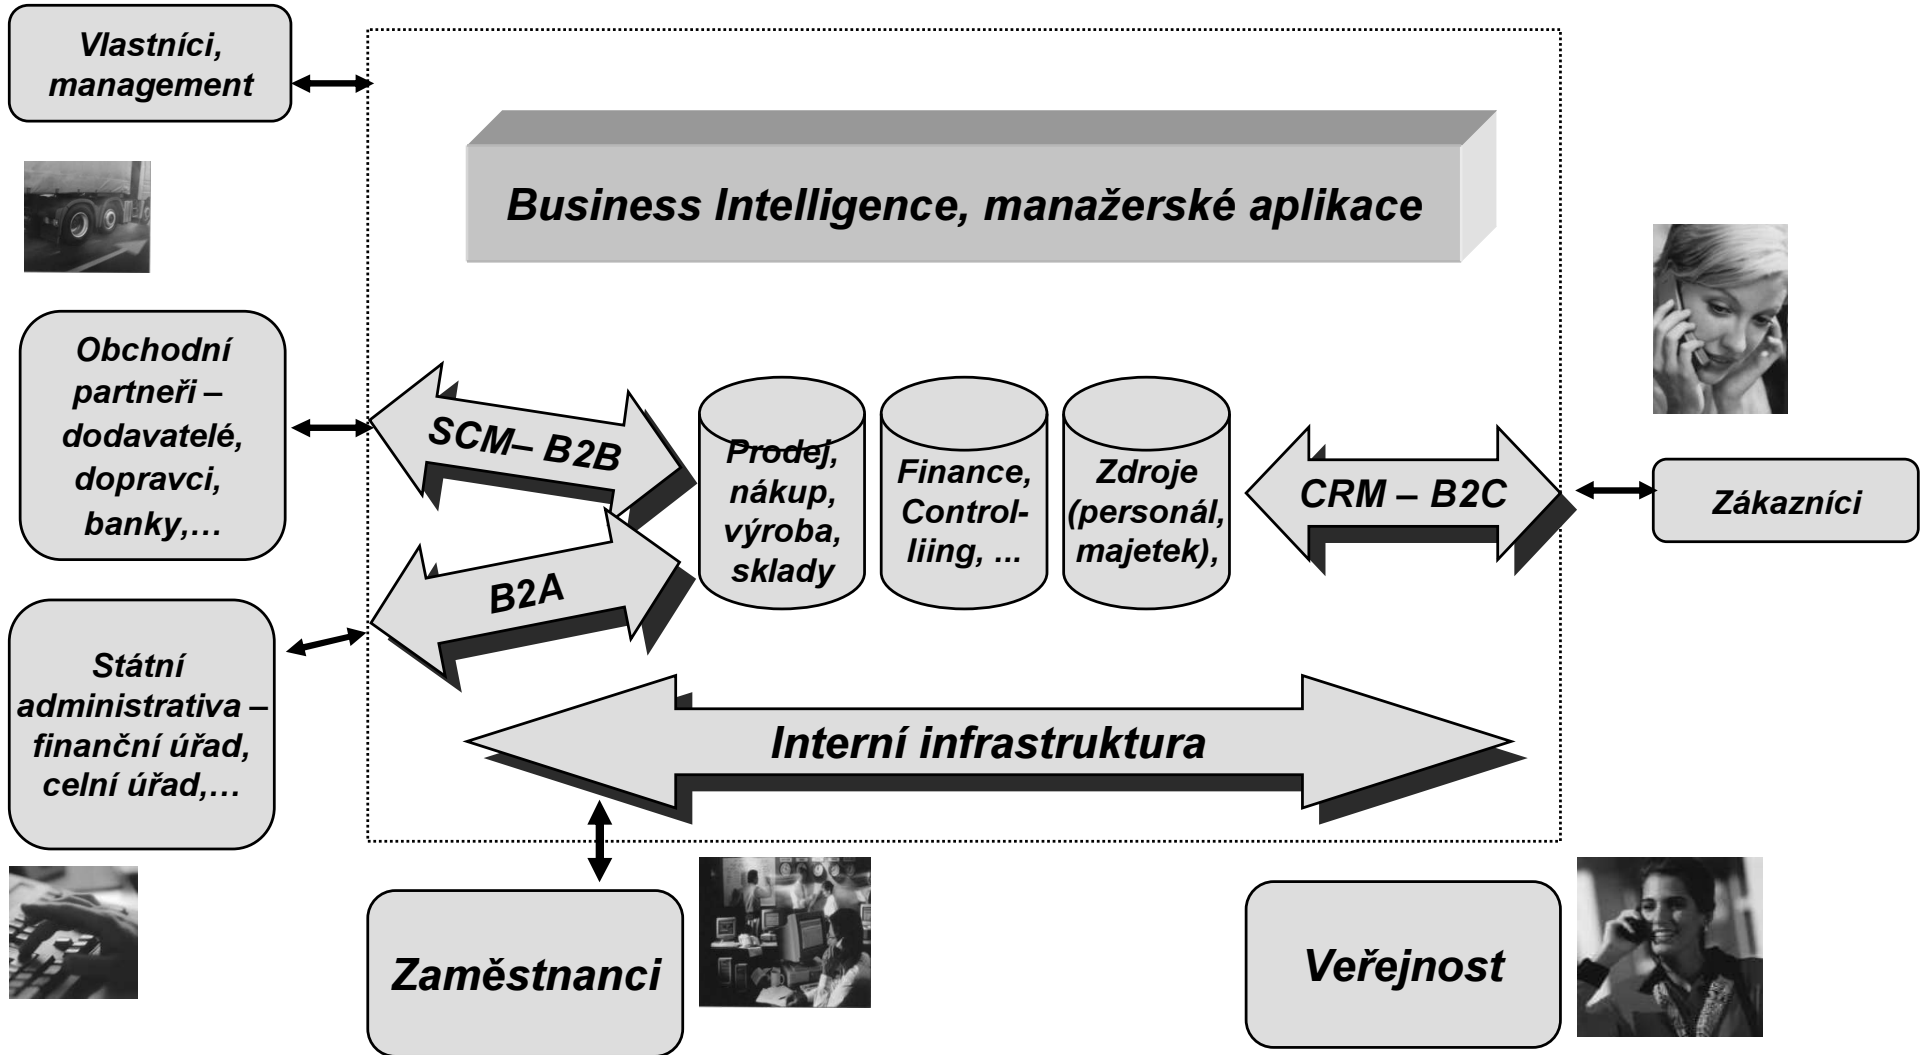 Vlastníci,
management
Business Intelligence, manažerské aplikace
Obchodní
partneři –
dodavatelé,
dopravci,
banky,…
SCM– B2B
B2A
Prodej,
nákup,
výroba,
sklady
Finance,
Control-
liing, ...
Zdroje
(personál,
majetek),
CRM – B2C
Zákazníci
Státní
administrativa –
finanční úřad,
celní úřad,…
Interní infrastruktura
Zaměstnanci
Veřejnost